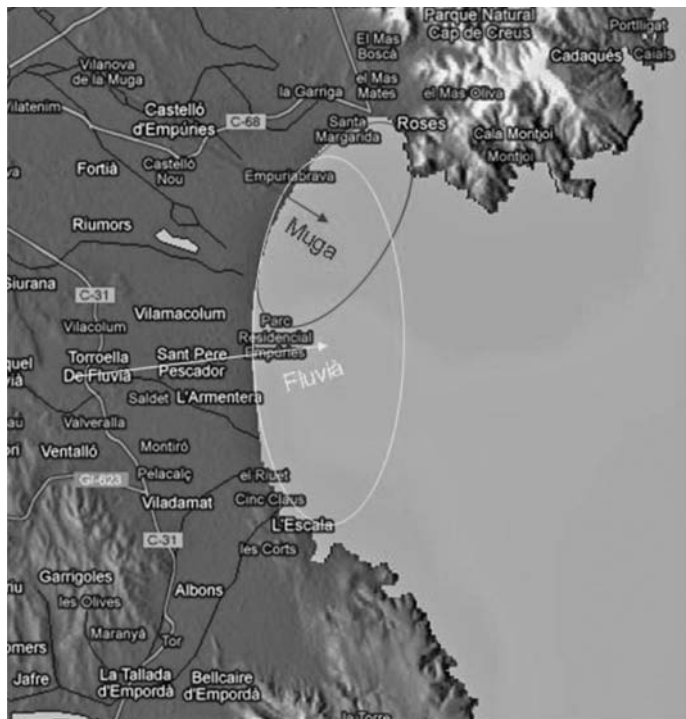 Parque Natural
Cap de Creus
Portlligat
Cadaqués
Caials
El Mas
Boscà
Vilanova
de la Muga
la Garriga
el Mas
Mates
el Mas Oliva
Vilatenim
Castelló
d'Empúries
C-68
Santa
Margarida
Roses
Cala Montjoi
Montjoi
Castelló
Nou
Fortià
Empuriabrava
Muga
Riumors
Siurana
C-31
Vilamacolum
Vilacolum
Parc
Residencial
Empúries
Torroella
De Fluvià
Sant Pere
Pescador
Fluvià
Saldet
L'Armentera
Valveralla
Ventalló
Montiró
GI-623
Pelacalç
el Riuet
Viladamat
Cinc Claus
L'Escala
C-31
les Corts
Garrigoles
les Olives
Albons
Maranyà
Tor
Jafre
La Tallada
d'Empordà
Bellcaire
d'Empordà
la Torre